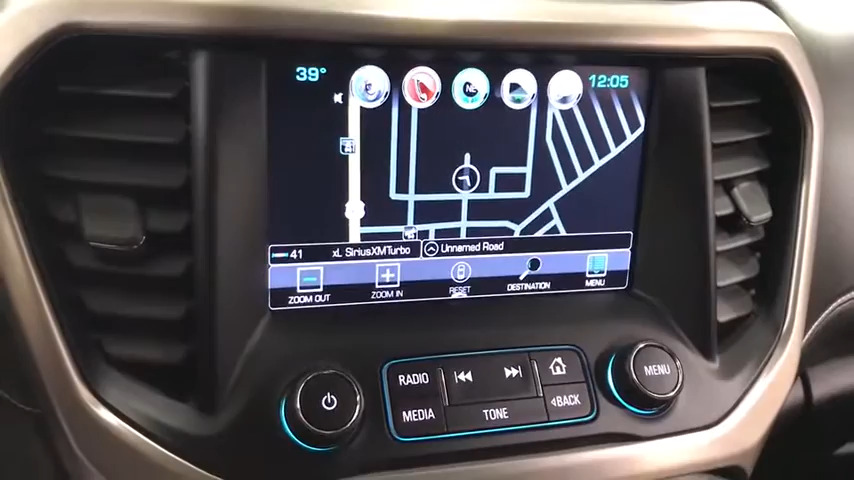 39° 12:05
NE
41 xL SiriusXMTurbo Unnamed Road
ZOOM OUT ZOOM IN RESET DESTINATION MENU
RADIO
MEDIA TONE BACK
MENU